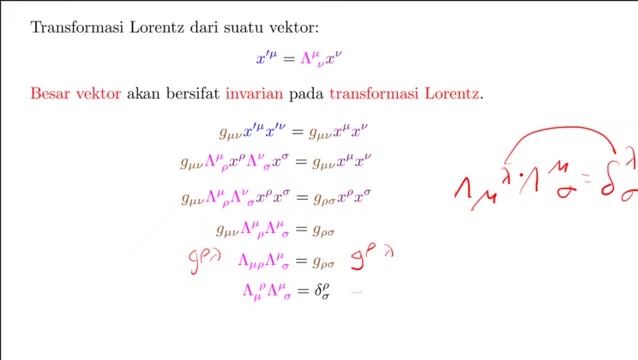 Transformasi Lorentz dari suatu vektor:
x′^μ = Λ^μ_ν x^ν
Besar vektor akan bersifat invarian pada transformasi Lorentz.
g_μν x′^μ x′^ν = g_μν x^μ x^ν
g_μν Λ^μ_ρ x^ρ Λ^ν_σ x^σ = g_μν x^μ x^ν
g_μν Λ^μ_ρ Λ^ν_σ x^ρ x^σ = g_ρσ x^ρ x^σ
Λ_μ^λ · Λ^μ_σ = δ^λ_σ
g_μν Λ^μ_ρ Λ^μ_σ = g_ρσ
g^ρλ Λ_μρ Λ^μ_σ = g_ρσ g^ρλ
Λ_μ^ρ Λ^μ_σ = δ^ρ_σ